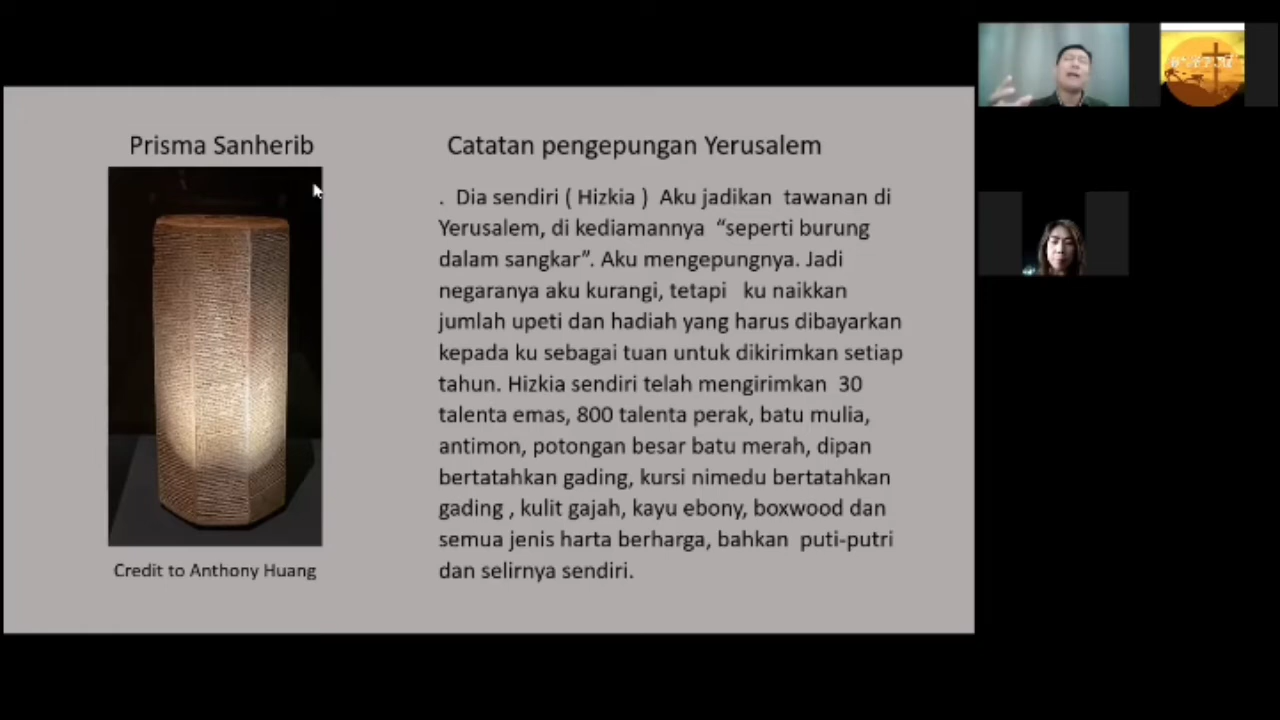 Prisma Sanherib
Credit to Anthony Huang
Catatan pengepungan Yerusalem
. Dia sendiri ( Hizkia ) Aku jadikan tawanan di
Yerusalem, di kediamannya “seperti burung
dalam sangkar”. Aku mengepungnya. Jadi
negaranya aku kurangi, tetapi ku naikkan
jumlah upeti dan hadiah yang harus dibayarkan
kepada ku sebagai tuan untuk dikirimkan setiap
tahun. Hizkia sendiri telah mengirimkan 30
talenta emas, 800 talenta perak, batu mulia,
antimon, potongan besar batu merah, dipan
bertatahkan gading, kursi nimedu bertatahkan
gading , kulit gajah, kayu ebony, boxwood dan
semua jenis harta berharga, bahkan puti-putri
dan selirnya sendiri.